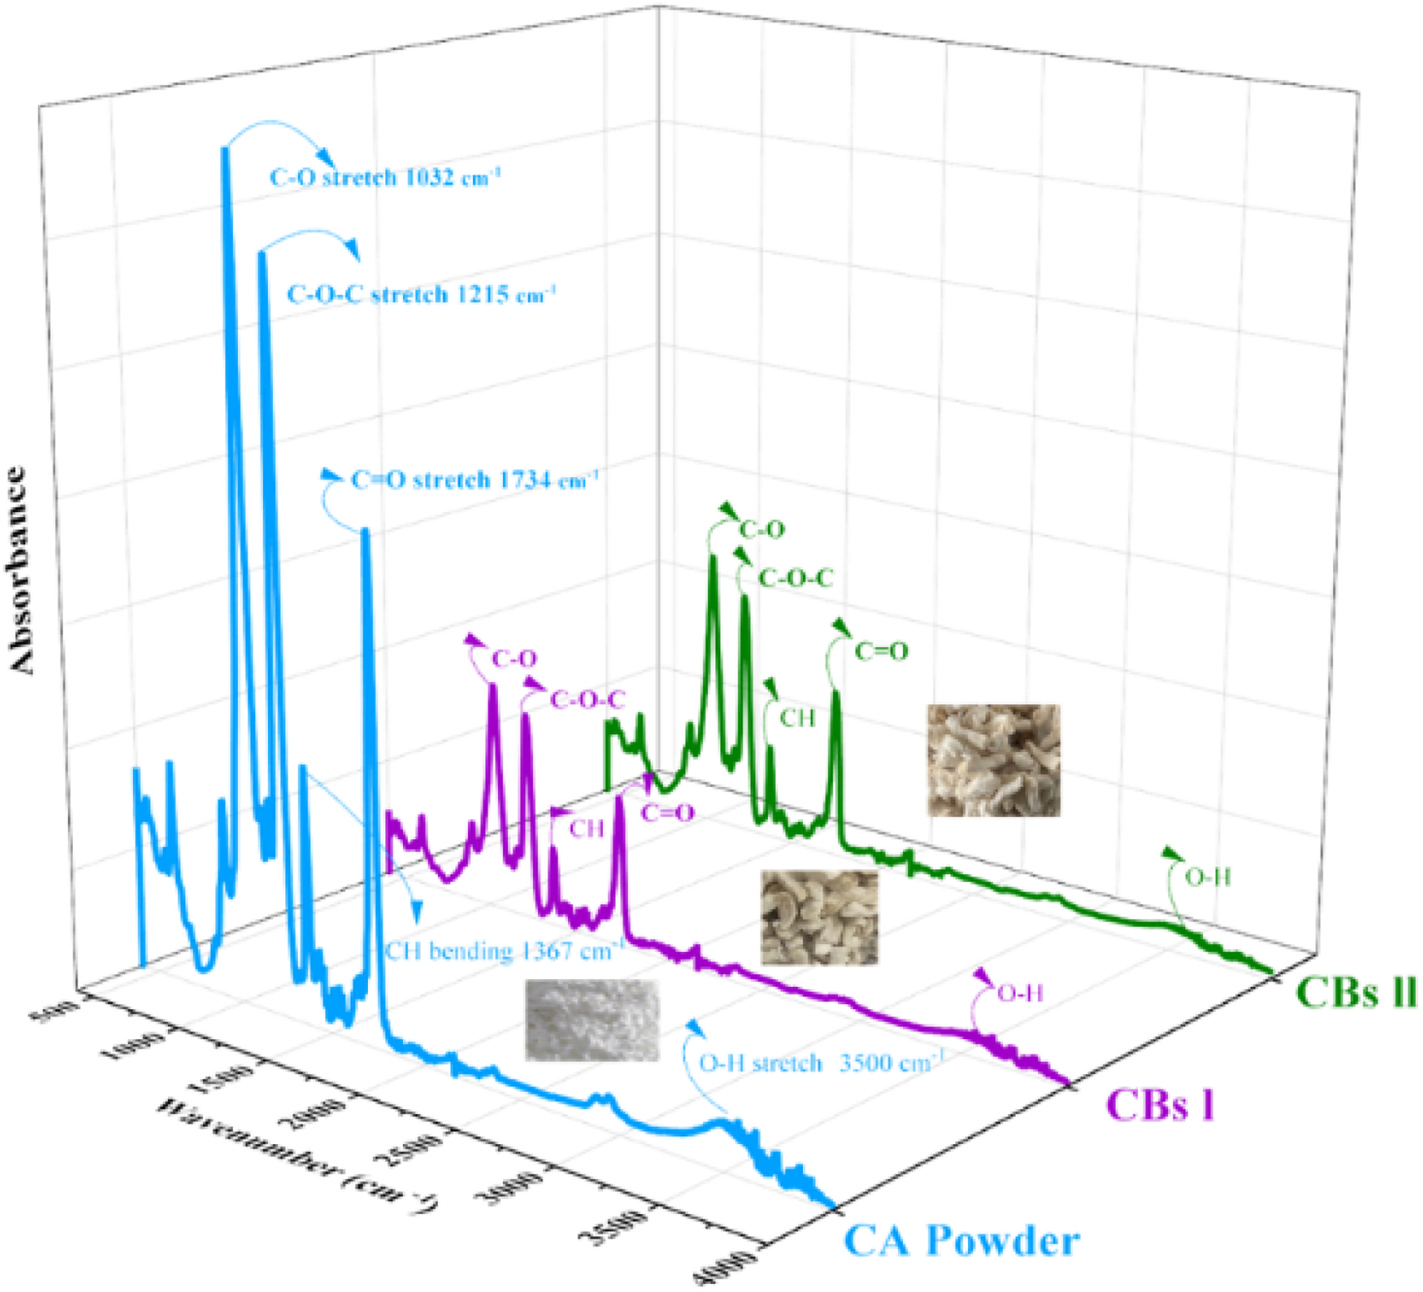 C-O stretch 1032 cm⁻¹
C-O-C stretch 1215 cm⁻¹
C=O stretch 1734 cm⁻¹
C-O
C-O-C
C=O
CH
C-O
C-O-C
CH
C=O
O-H
CH bending 1367 cm⁻¹
O-H
O-H stretch 3500 cm⁻¹
CBs II
CBs I
CA Powder
Absorbance
500
1000
1500
2000
2500
3000
3500
4000
Wavenumber (cm⁻¹)